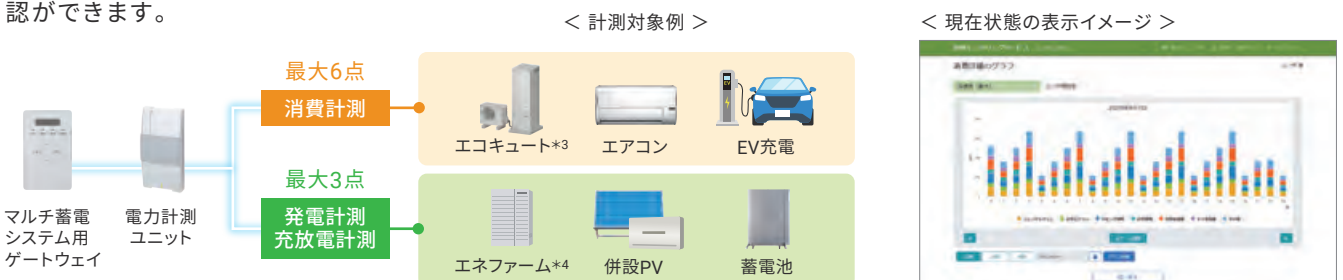 認ができます。
＜ 計測対象例 ＞
＜ 現在状態の表示イメージ ＞
最大6点
消費計測
エコキュート*3
エアコン
EV充電
最大3点
発電計測
充放電計測
エネファーム*4
併設PV
蓄電池
マルチ蓄電
システム用
ゲートウェイ
電力計測
ユニット